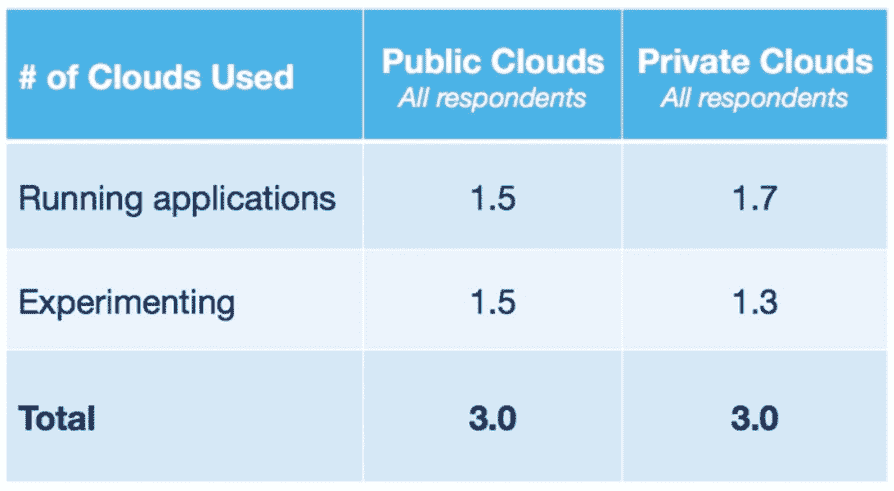 # of Clouds Used
Public Clouds
All respondents
Private Clouds
All respondents
Running applications 1.5 1.7
Experimenting 1.5 1.3
Total 3.0 3.0